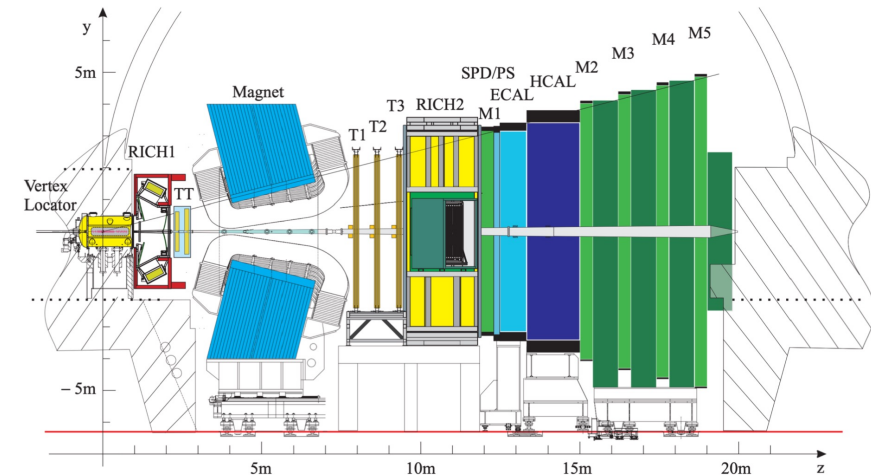 y
M5
M4
M3
M2
5m
SPD/PS
HCAL
ECAL
Magnet
T3
RICH2
M1
T2
T1
RICH1
Vertex
Locator
TT
– 5m
5m
10m
15m
20m
z